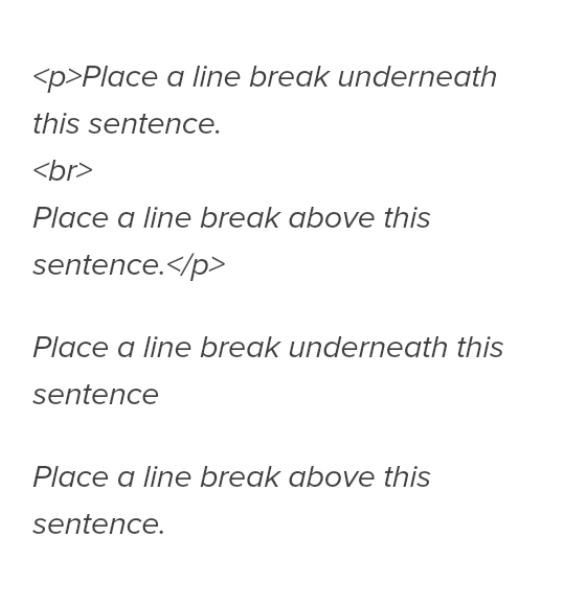 <p>Place a line break underneath
this sentence.
<br>
Place a line break above this
sentence.</p>
Place a line break underneath this
sentence
Place a line break above this
sentence.